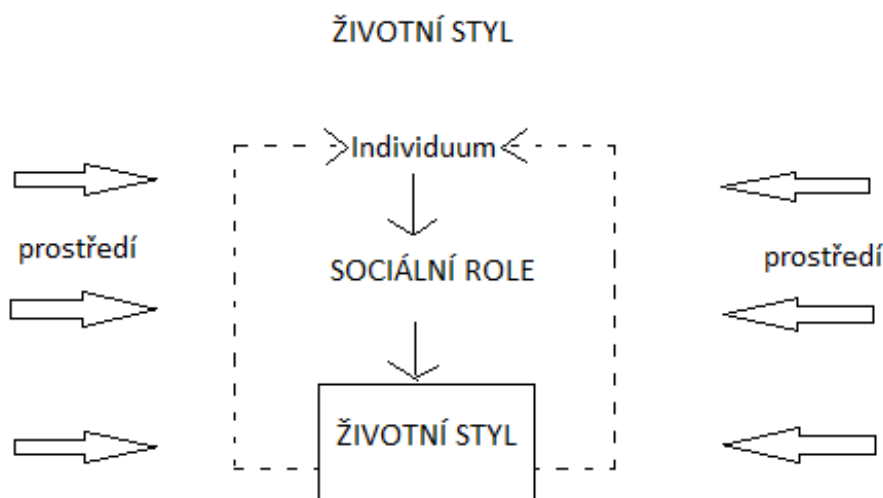 ŽIVOTNÍ STYL
Individuum
prostředí
prostředí
SOCIÁLNÍ ROLE
ŽIVOTNÍ STYL